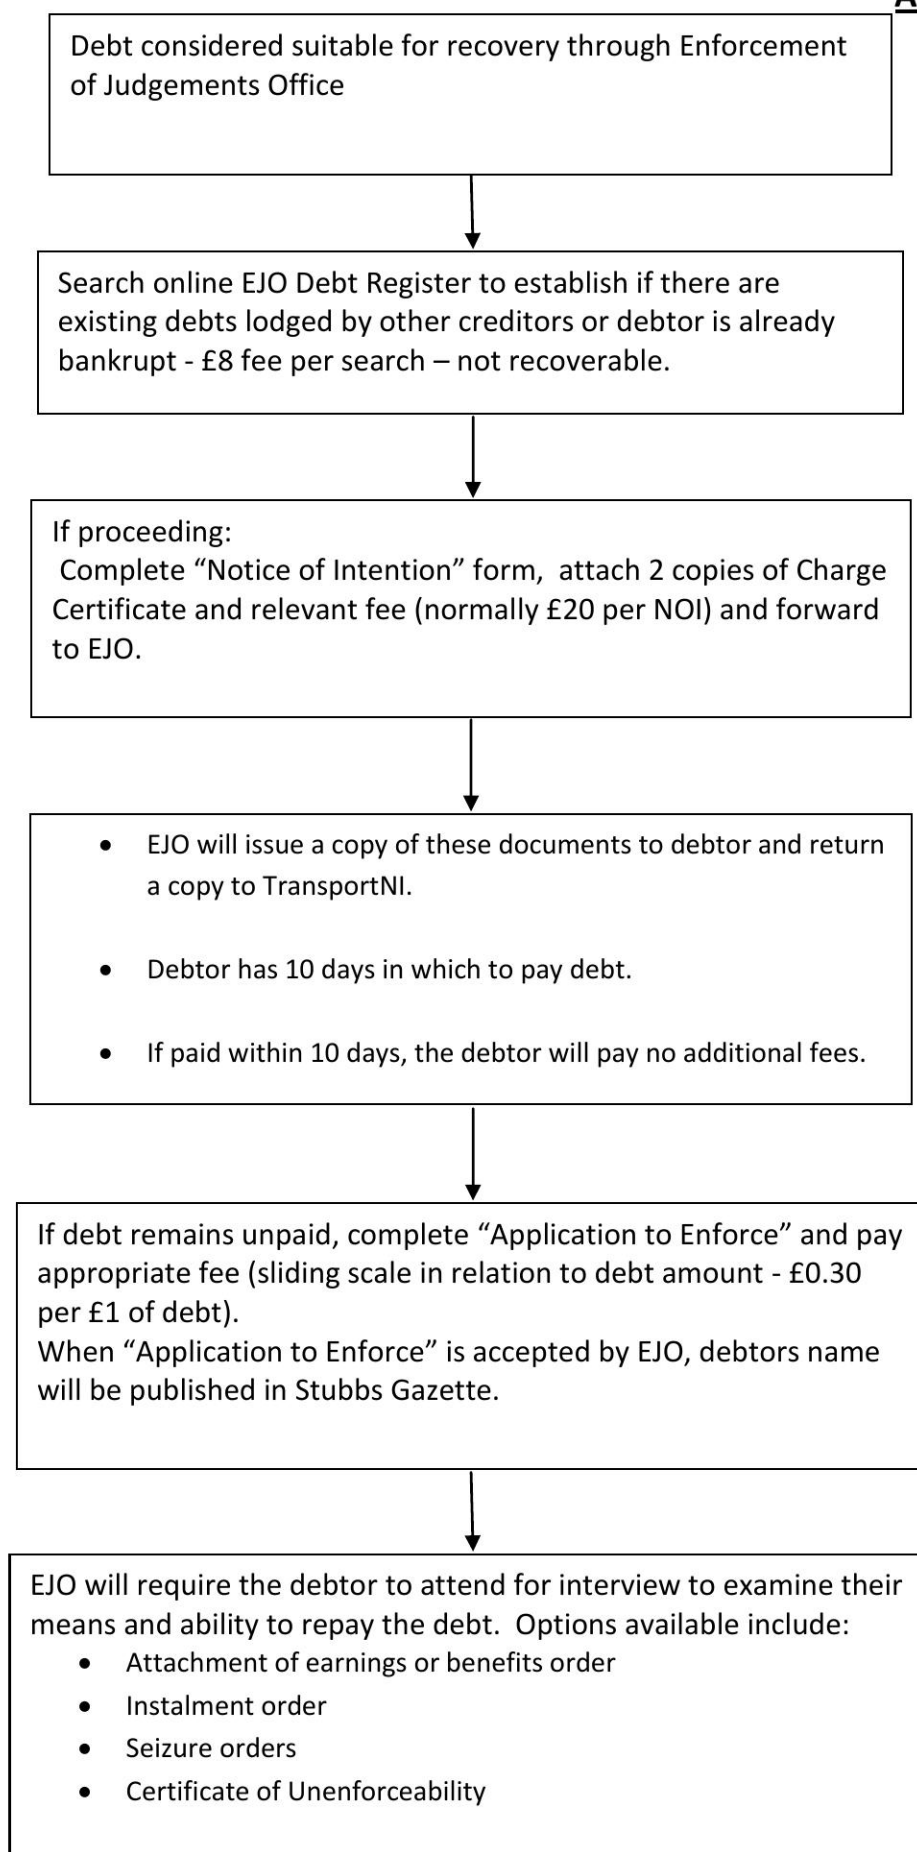 Debt considered suitable for recovery through Enforcement
of Judgements Office
Search online EJO Debt Register to establish if there are
existing debts lodged by other creditors or debtor is already
bankrupt - £8 fee per search – not recoverable.
If proceeding:
Complete “Notice of Intention” form,  attach 2 copies of Charge
Certificate and relevant fee (normally £20 per NOI) and forward
to EJO.
• EJO will issue a copy of these documents to debtor and return
a copy to TransportNI.
• Debtor has 10 days in which to pay debt.
• If paid within 10 days, the debtor will pay no additional fees.
If debt remains unpaid, complete “Application to Enforce” and pay
appropriate fee (sliding scale in relation to debt amount - £0.30
per £1 of debt).
When “Application to Enforce” is accepted by EJO, debtors name
will be published in Stubbs Gazette.
EJO will require the debtor to attend for interview to examine their
means and ability to repay the debt.  Options available include:
• Attachment of earnings or benefits order
• Instalment order
• Seizure orders
• Certificate of Unenforceability